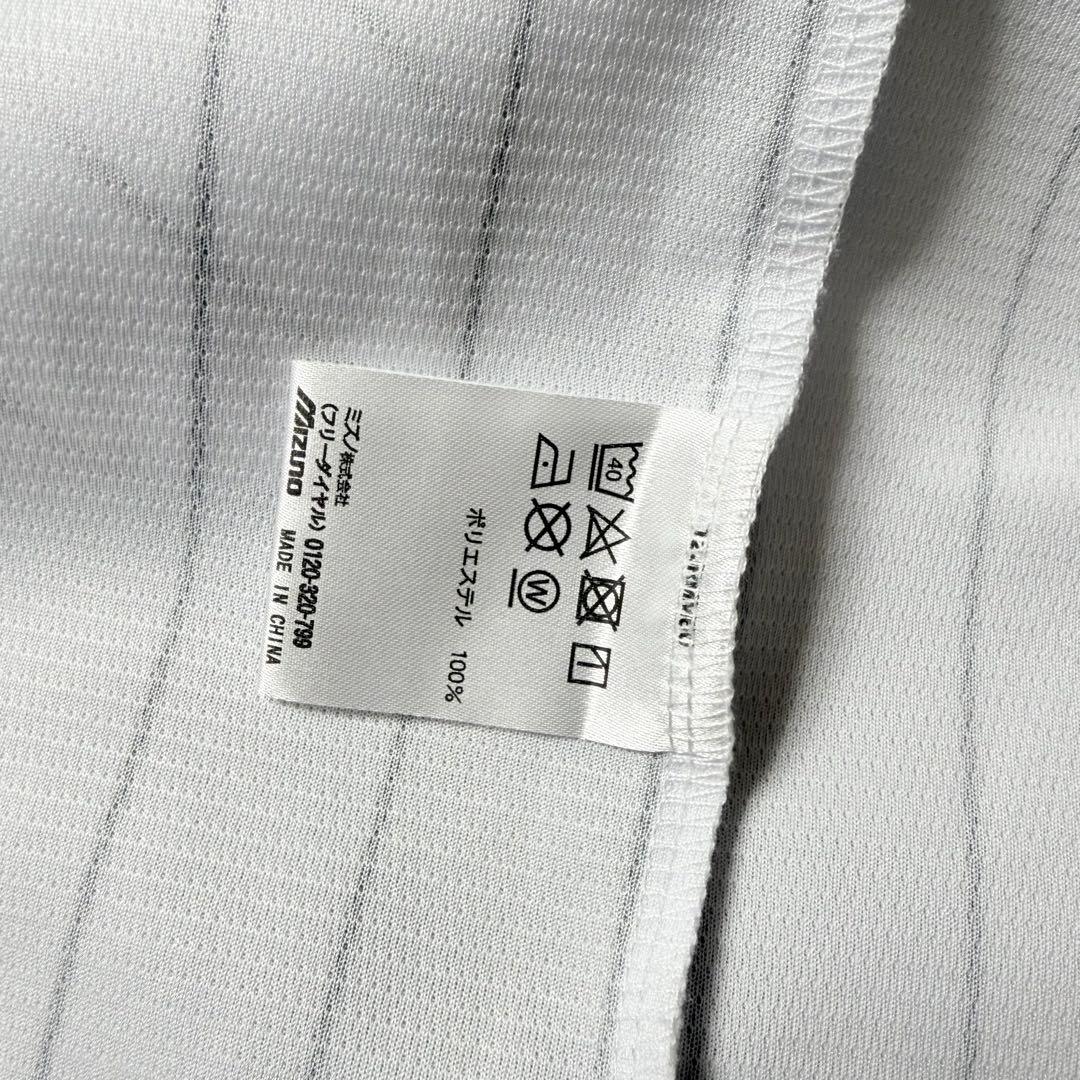 40
W
ポリエステル 100%
ミズノ株式会社
(フリーダイヤル) 0120-320-799
MIZUNO MADE IN CHINA